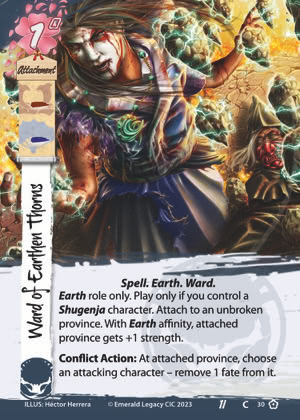 1
Attachment
Ward of Earthen Thorns
Spell. Earth. Ward.
Earth role only. Play only if you control a
Shugenja character. Attach to an unbroken
province. With Earth affinity, attached
province gets +1 strength.
Conflict Action: At attached province, choose
an attacking character – remove 1 fate from it.
ILLUS: Héctor Herrera © Emerald Legacy CIC 2023 C 30